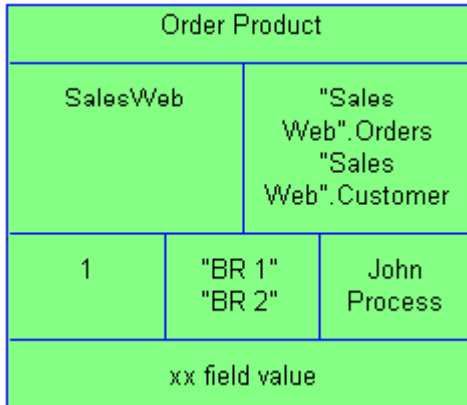 Order Product
SalesWeb
"Sales
Web".Orders
"Sales
Web".Customer
1
"BR 1"
"BR 2"
John
Process
xx field value